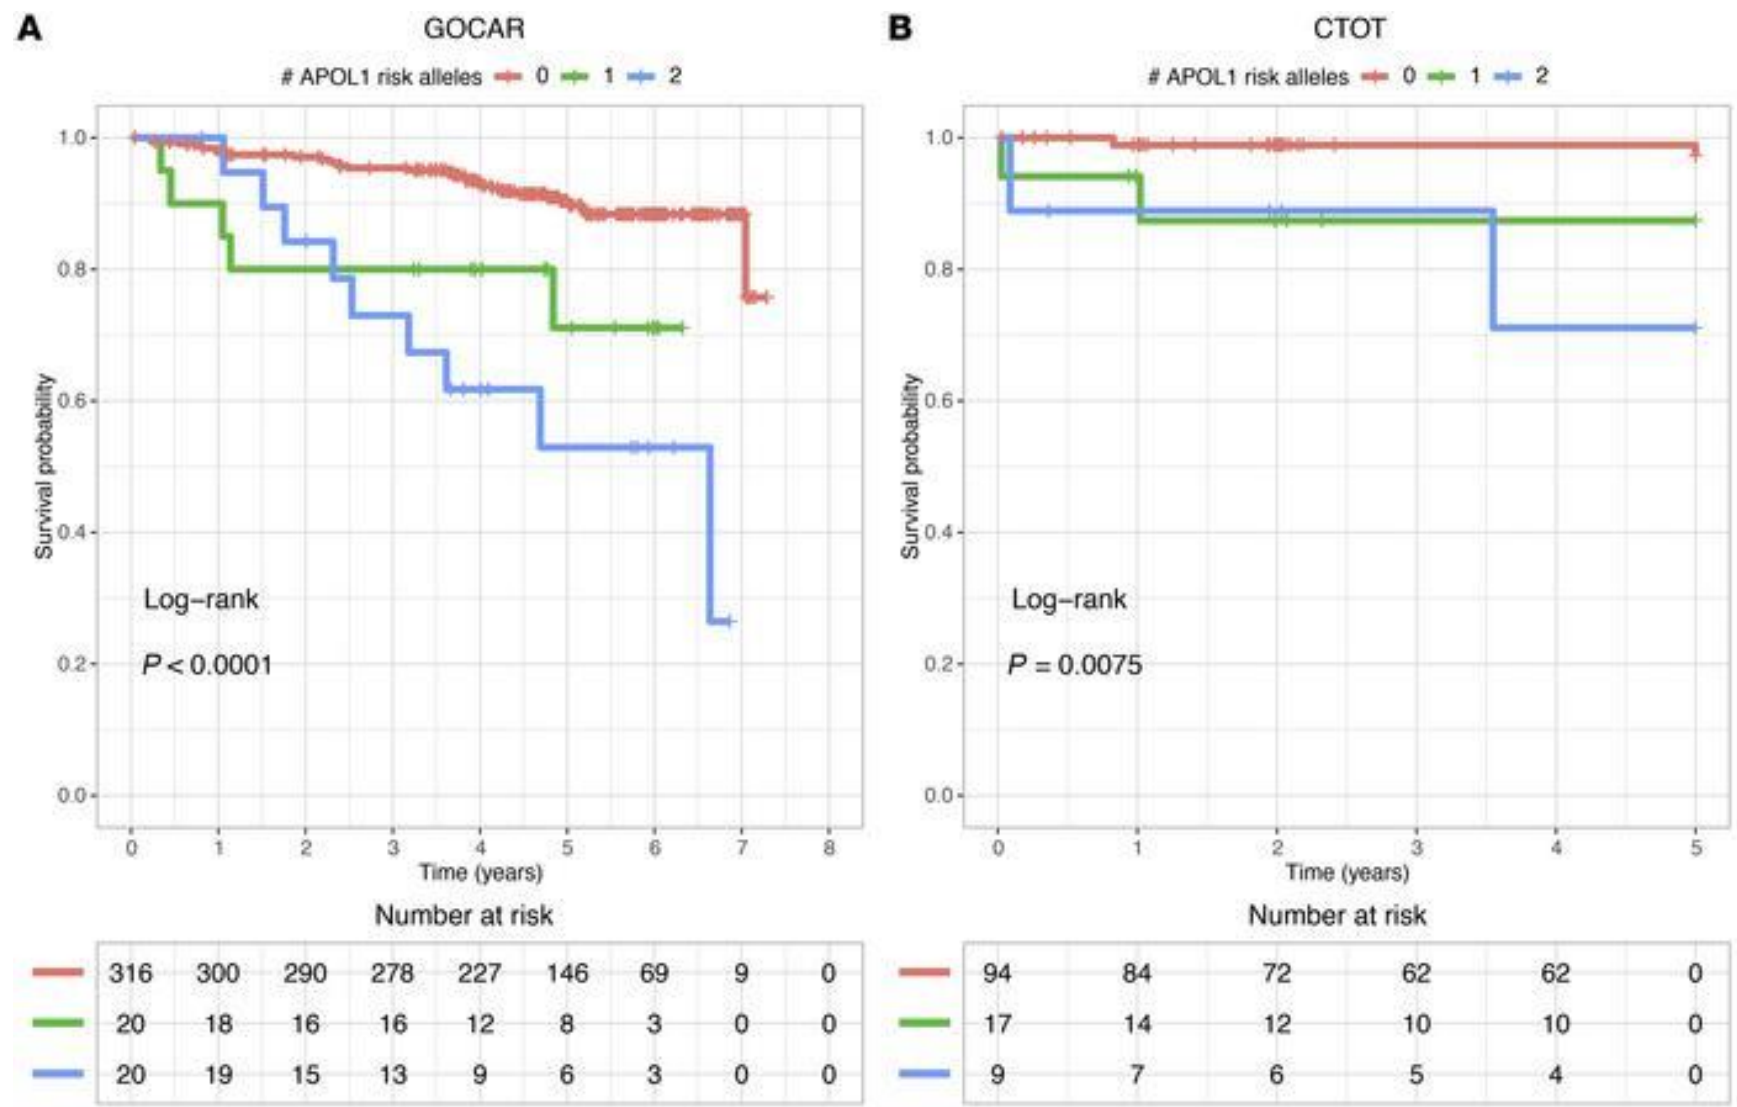 A
GOCAR
# APOL1 risk alleles 0 1 2
1.0
0.8
0.6
0.4
0.2
0.0
Survival probability
Log–rank
P < 0.0001
0 1 2 3 4 5 6 7 8
Time (years)
Number at risk
316 300 290 278 227 146 69 9 0
20 18 16 16 12 8 3 0 0
20 19 15 13 9 6 3 0 0
B
CTOT
# APOL1 risk alleles 0 1 2
1.0
0.8
0.6
0.4
0.2
0.0
Survival probability
Log–rank
P = 0.0075
0 1 2 3 4 5
Time (years)
Number at risk
94 84 72 62 62 0
17 14 12 10 10 0
9 7 6 5 4 0